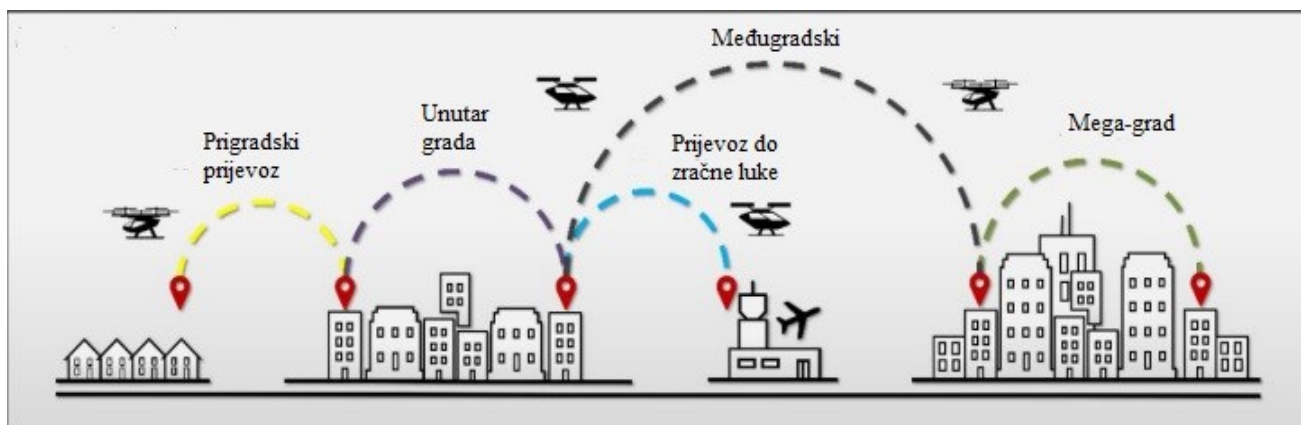 Prigradski
prijevoz
Unutar
grada
Međugradski
Prijevoz do
zračne luke
Mega-grad